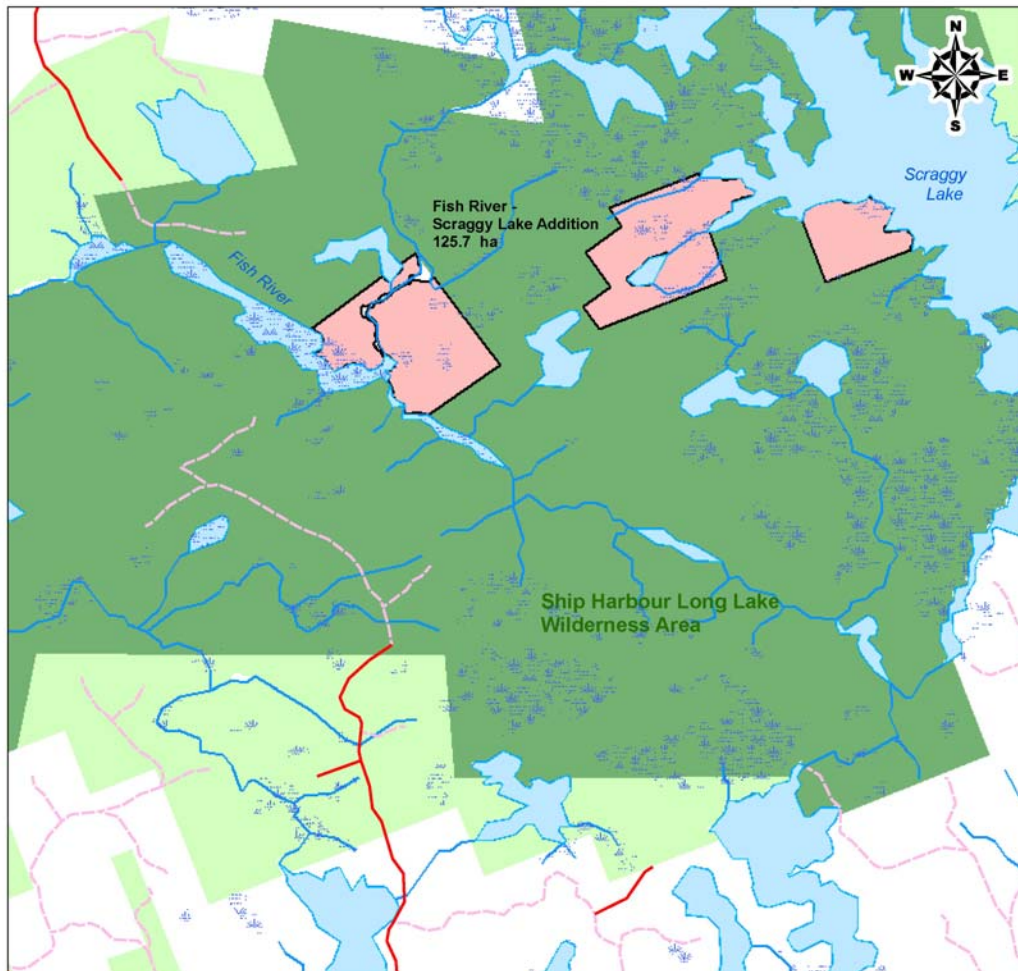 N
W E
S
Scraggy
Lake
Fish River -
Scraggy Lake Addition
125.7 ha
Fish River
Ship Harbour Long Lake
Wilderness Area